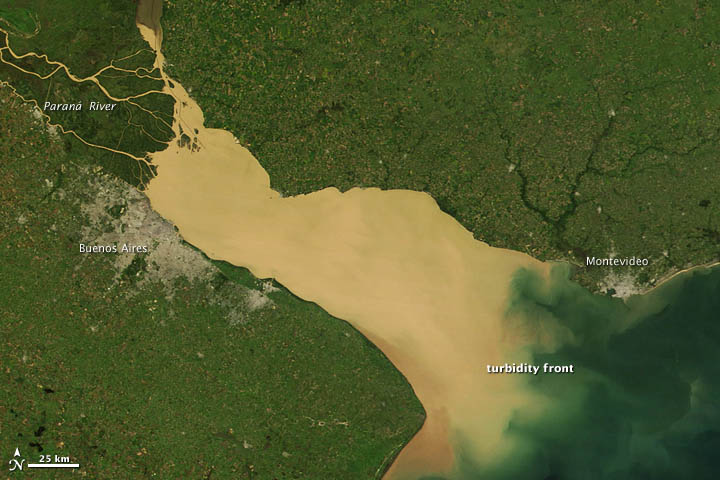 Paraná River
Buenos Aires
Montevideo
turbidity front
N
25 km